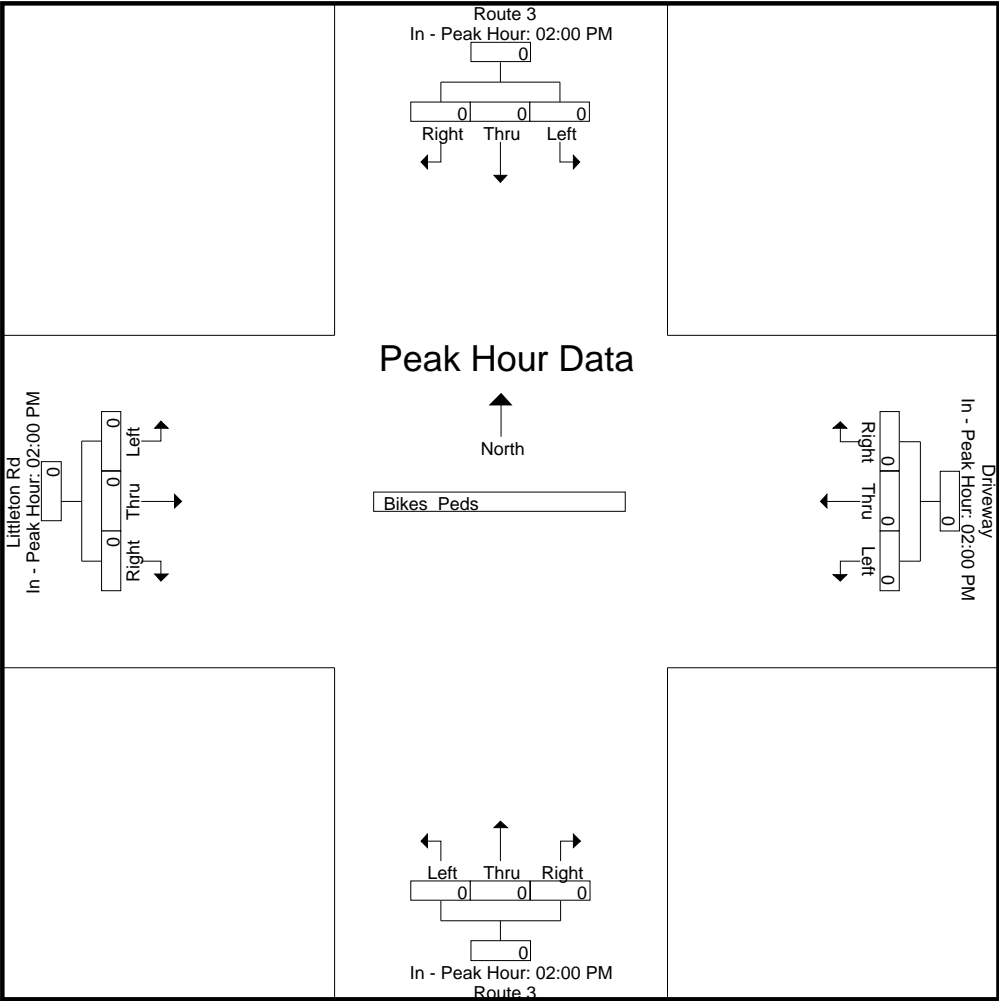 Route 3
In - Peak Hour: 02:00 PM
0
0 0 0
Right Thru Left
Peak Hour Data
North
Bikes Peds
Littleton Rd
In - Peak Hour: 02:00 PM
0
0 0 0
Left Thru Right
Driveway
In - Peak Hour: 02:00 PM
0
0 0 0
Right Thru Left
Left Thru Right
0 0 0
0
In - Peak Hour: 02:00 PM
Route 3